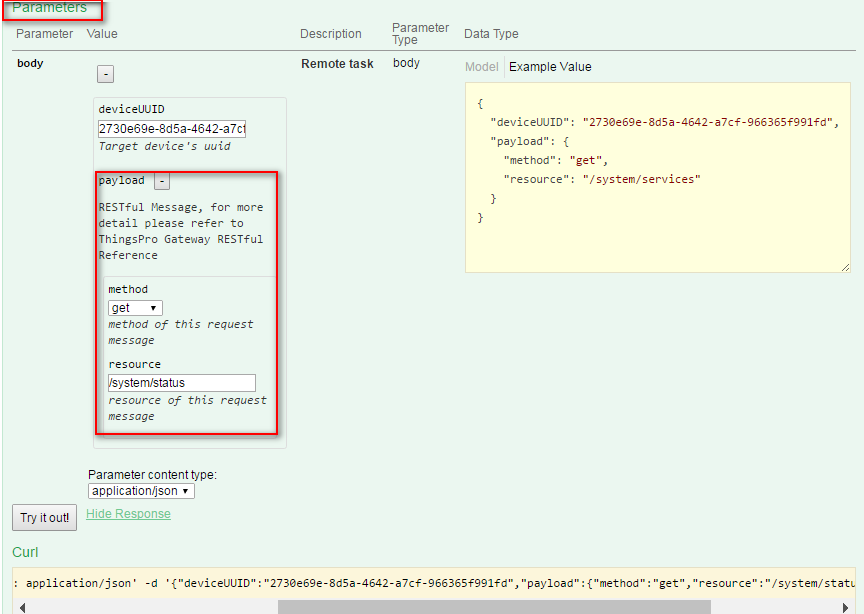 Parameters
Parameter Value Description Parameter Type Data Type
body Remote task body Model Example Value
-
deviceUUID
2730e69e-8d5a-4642-a7cf
Target device's uuid
payload -
RESTful Message, for more
detail please refer to
ThingsPro Gateway RESTful
Reference
method
get
method of this request
message
resource
/system/status
resource of this request
message
{
"deviceUUID": "2730e69e-8d5a-4642-a7cf-966365f991fd",
"payload": {
"method": "get",
"resource": "/system/services"
}
}
Parameter content type:
application/json
Try it out! Hide Response
Curl
: application/json' -d '{"deviceUUID":"2730e69e-8d5a-4642-a7cf-966365f991fd","payload":{"method":"get","resource":"/system/statu